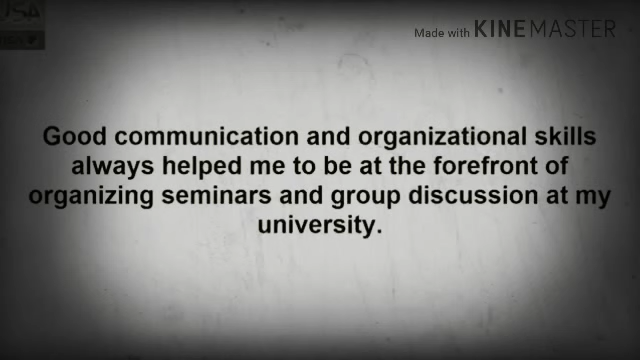 Made with KINEMASTER
Good communication and organizational skills
always helped me to be at the forefront of
organizing seminars and group discussion at my
university.